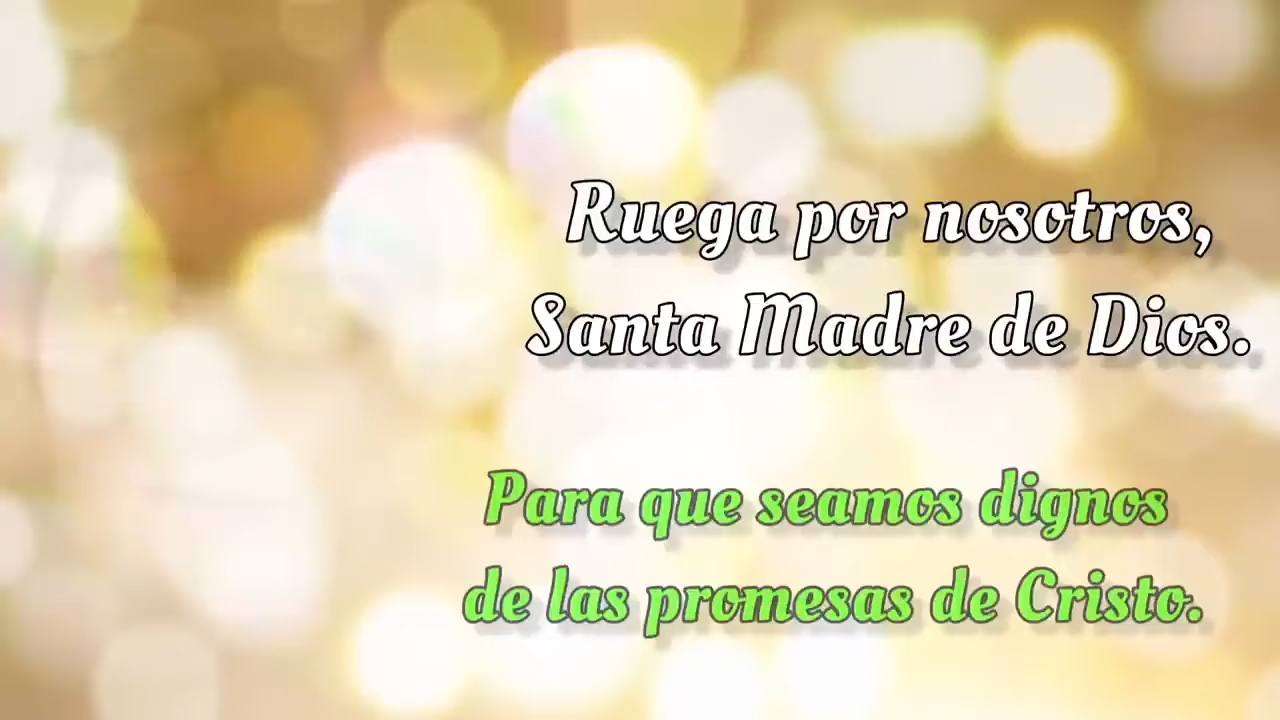 Ruega por nosotros,
Santa Madre de Dios.
Para que seamos dignos
de las promesas de Cristo.